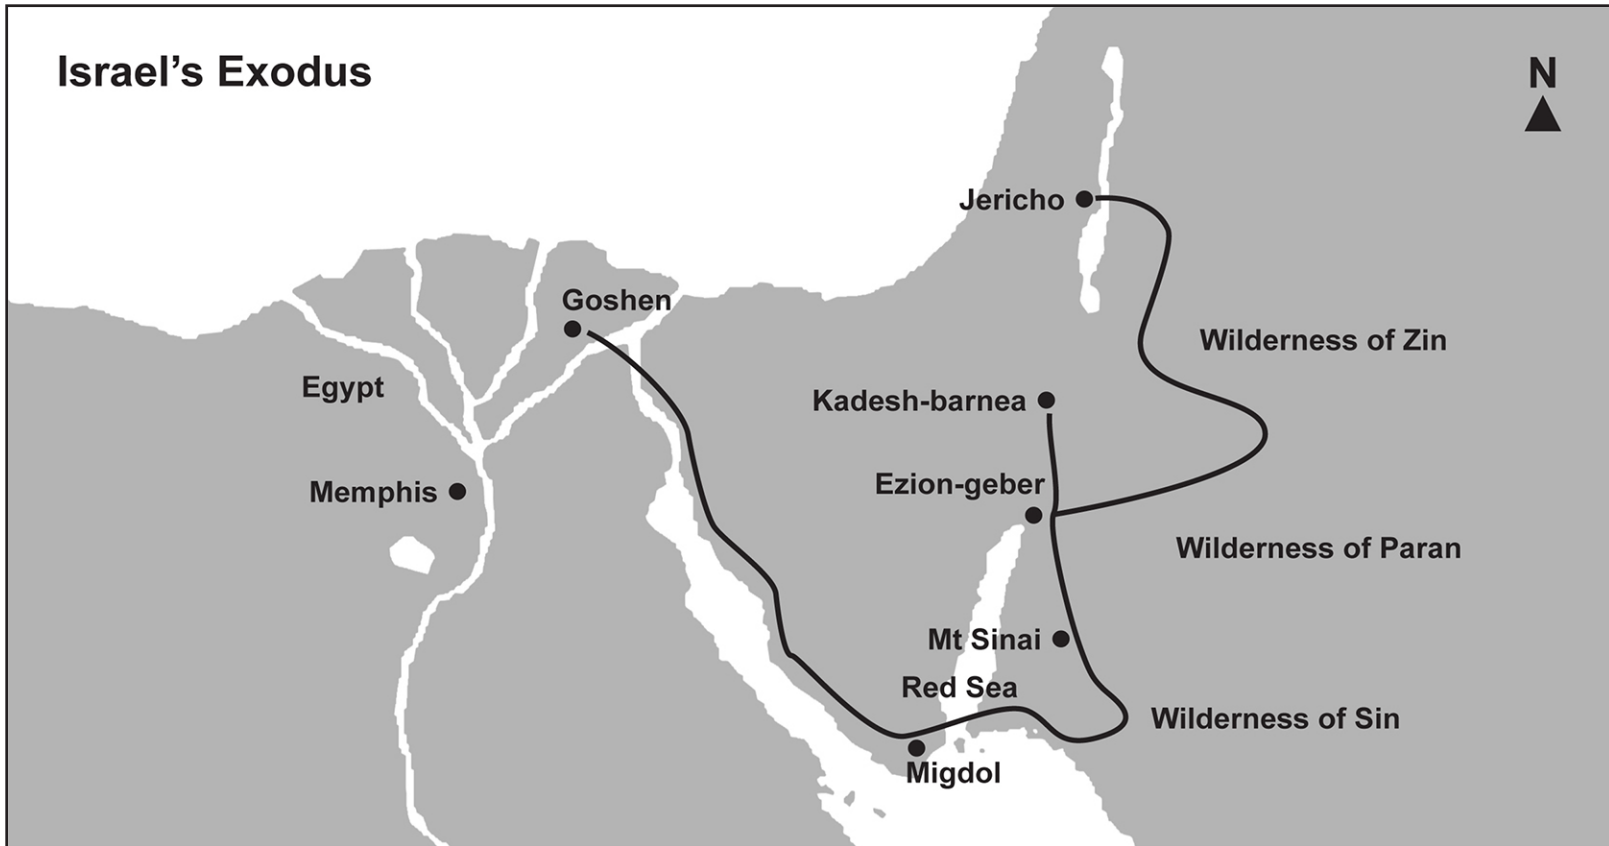 Israel's Exodus
N
Jericho
Goshen
Wilderness of Zin
Egypt
Kadesh-barnea
Ezion-geber
Memphis
Wilderness of Paran
Mt Sinai
Red Sea
Wilderness of Sin
Migdol